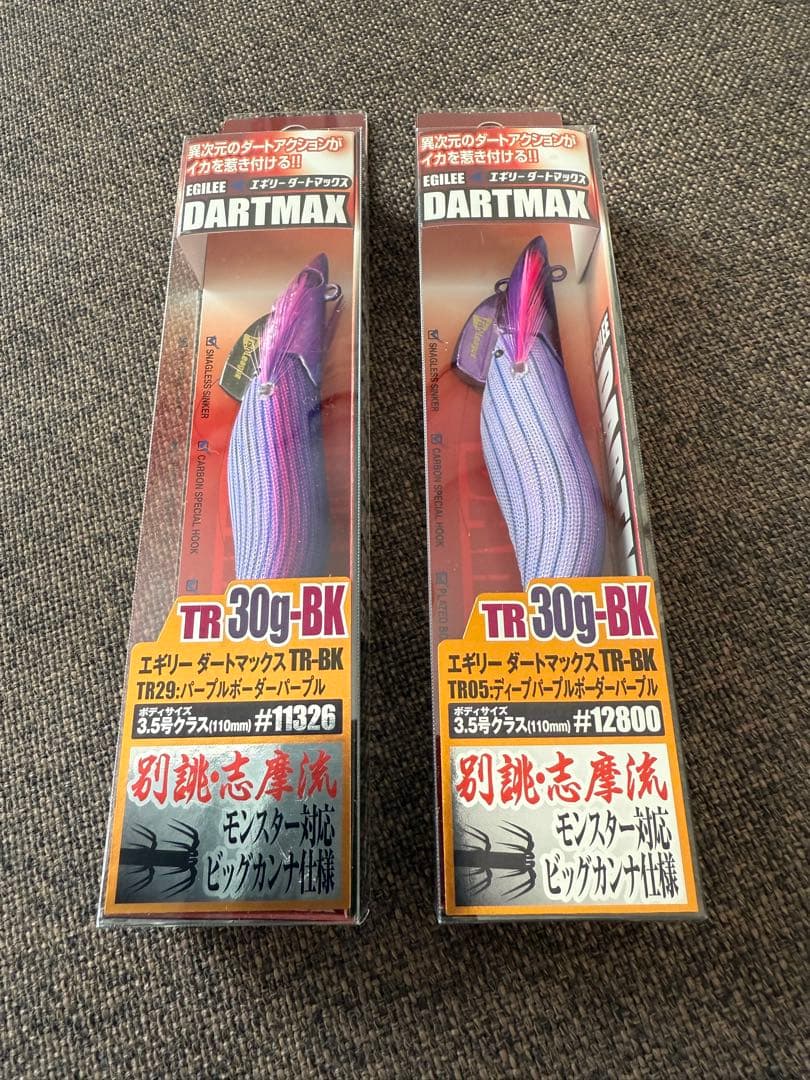 異次元のダートアクションが
イカを惹き付ける!!
EGILEE エギリー ダートマックス
DARTMAX
SNAGLESS SINKER
CARBON SPECIAL HOOK
TR 30g-BK
エギリー ダートマックス TR-BK
TR29:パープルボーダーパープル
ボディサイズ
3.5号クラス(110mm) #11326
別誂・志摩流
モンスター対応
ビッグカンナ仕様
異次元のダートアクションが
イカを惹き付ける!!
EGILEE エギリー ダートマックス
DARTMAX
SNAGLESS SINKER
CARBON SPECIAL HOOK
TR 30g-BK
エギリー ダートマックス TR-BK
TR05:ディープパープルボーダーパープル
ボディサイズ
3.5号クラス(110mm) #12800
別誂・志摩流
モンスター対応
ビッグカンナ仕様